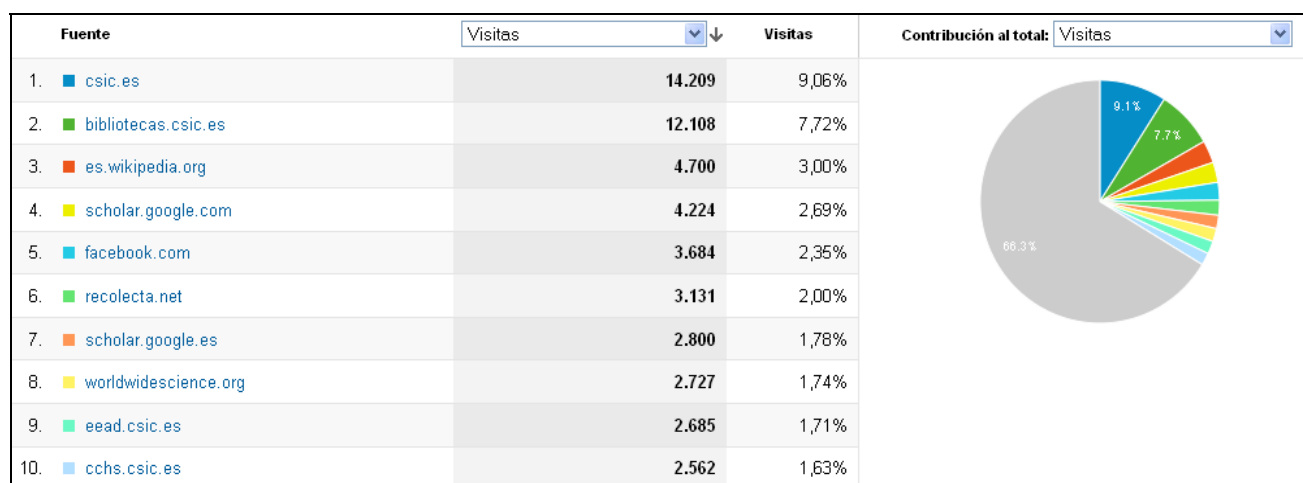 Fuente Visitas Visitas Contribución al total: Visitas
1. csic.es 14.209 9,06%
2. bibliotecas.csic.es 12.108 7,72%
3. es.wikipedia.org 4.700 3,00%
4. scholar.google.com 4.224 2,69%
5. facebook.com 3.684 2,35%
6. recolecta.net 3.131 2,00%
7. scholar.google.es 2.800 1,78%
8. worldwidescience.org 2.727 1,74%
9. eead.csic.es 2.685 1,71%
10. cchs.csic.es 2.562 1,63%
9.1%
7.7%
66.3%